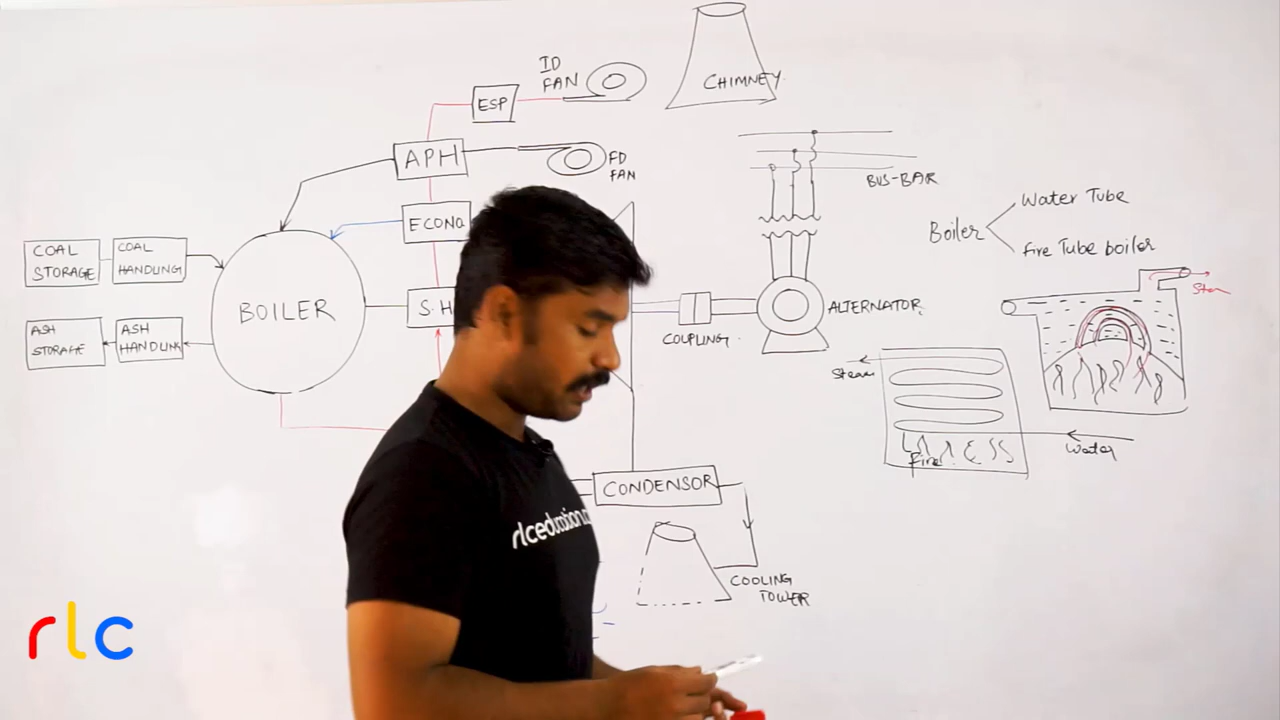 ID
FAN
CHIMNEY
ESP
APH
FD
FAN
BUS-BAR
Water Tube
Boiler
Fire Tube boiler
ECONO
COAL
STORAGE
COAL
HANDLING
BOILER
S.H
COUPLING
ALTERNATOR
Steam
ASH
STORAGE
ASH
HANDLING
Water
Fire
CONDENSOR
rlceducation
COOLING
TOWER
rlc